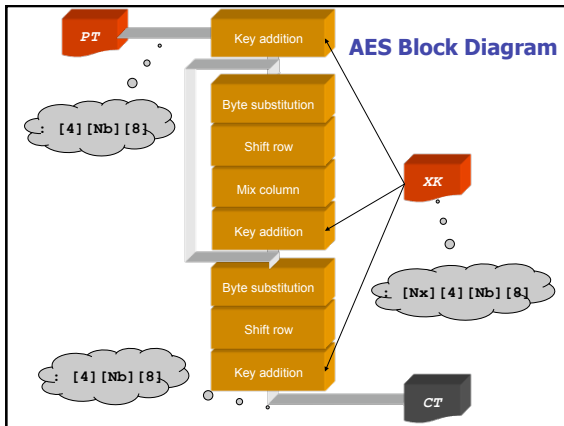 AES Block Diagram
PT
Key addition
: [4][Nb][8]
Byte substitution
Shift row
Mix column
Key addition
XK
: [Nx][4][Nb][8]
Byte substitution
Shift row
Key addition
: [4][Nb][8]
CT